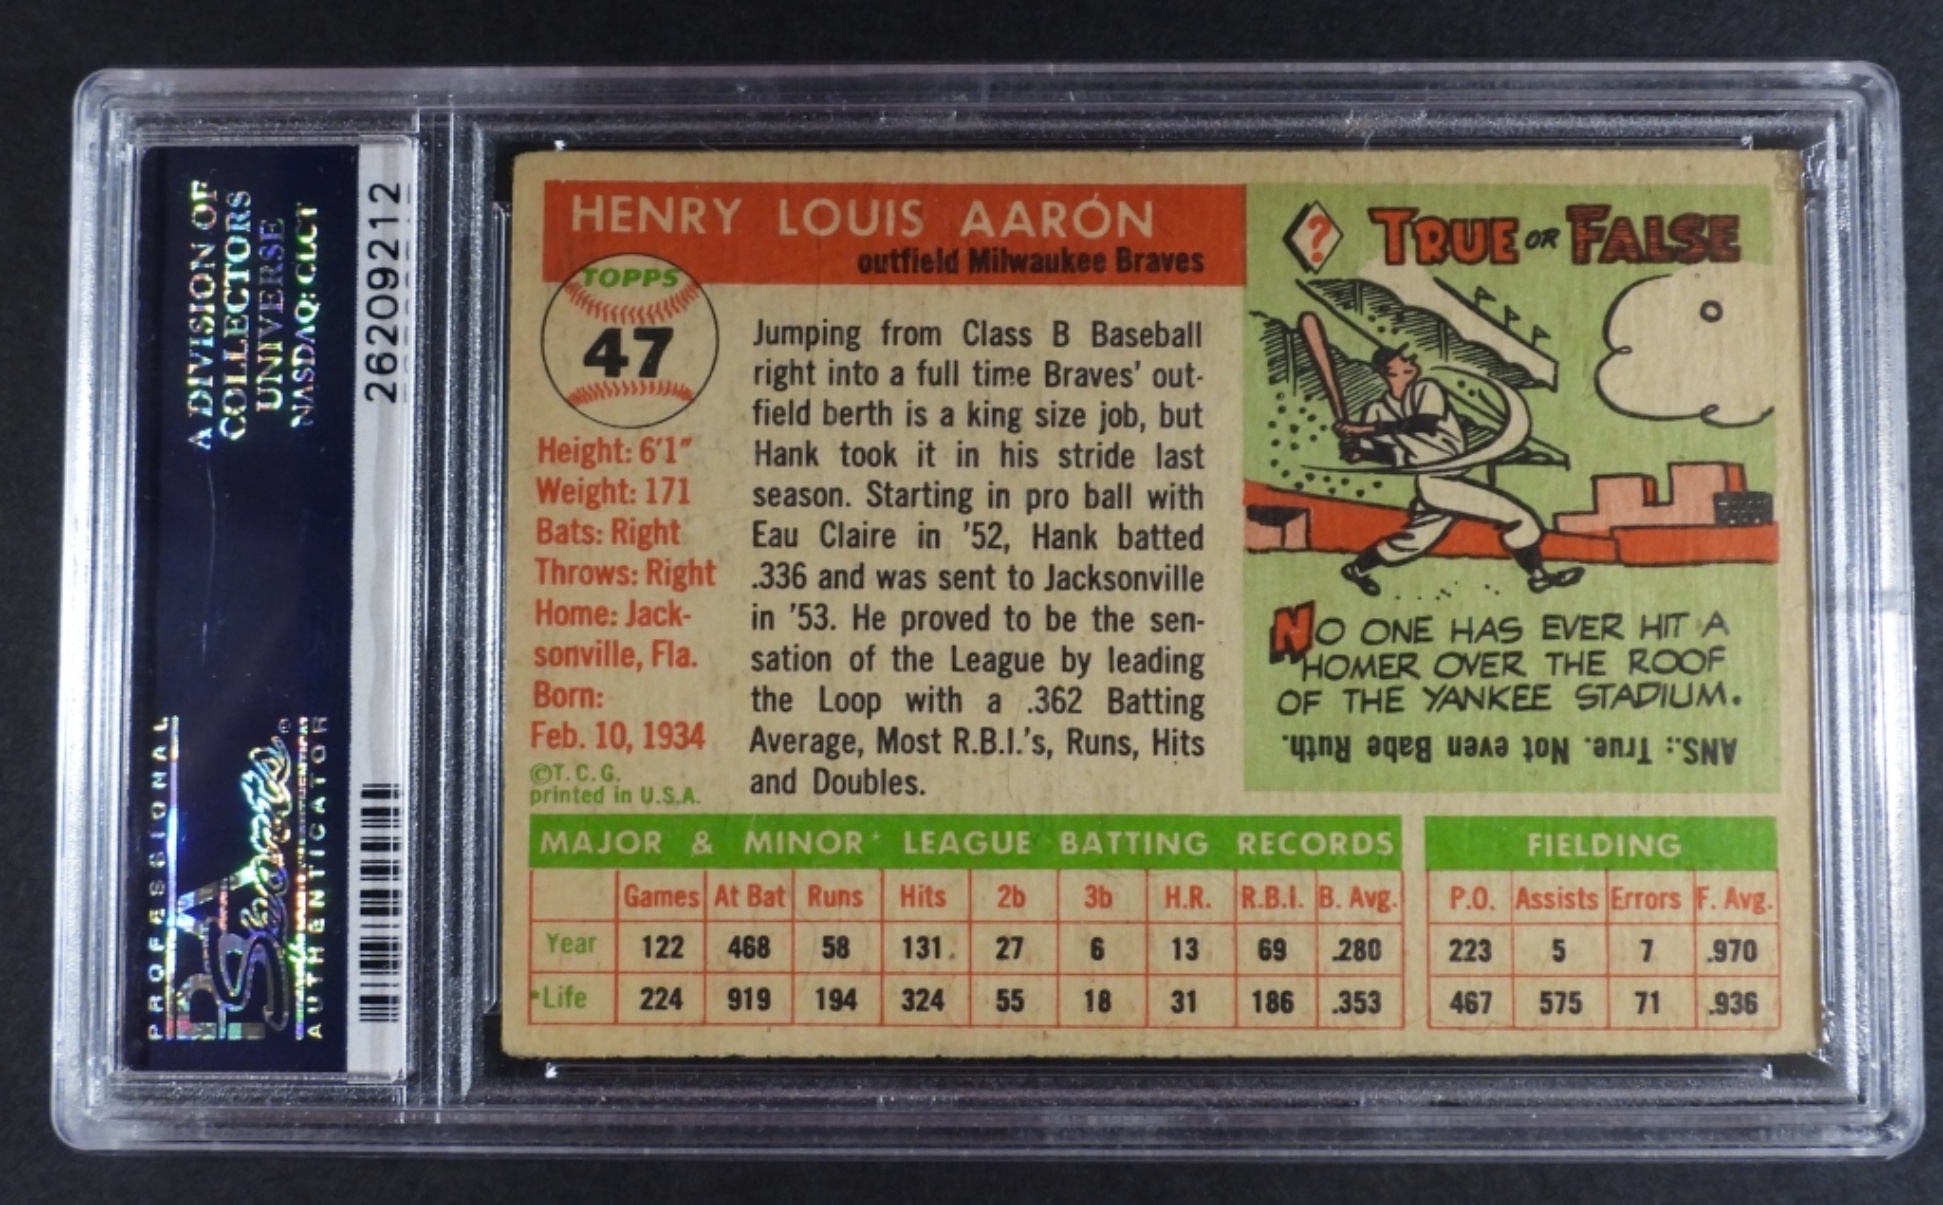 A DIVISION OF
COLLECTORS
UNIVERSE
NASDAQ: CLCT
26209212
PROFESSIONAL
PSA
Sports
AUTHENTICATOR
HENRY LOUIS AARON
outfield Milwaukee Braves
TOPPS
47
Height: 6'1"
Weight: 171
Bats: Right
Throws: Right
Home: Jack-
sonville, Fla.
Born:
Feb. 10, 1934
©T. C. G.
printed in U.S.A.
Jumping from Class B Baseball
right into a full time Braves' out-
field berth is a king size job, but
Hank took it in his stride last
season. Starting in pro ball with
Eau Claire in '52, Hank batted
.336 and was sent to Jacksonville
in '53. He proved to be the sen-
sation of the League by leading
the Loop with a .362 Batting
Average, Most R.B.I.'s, Runs, Hits
and Doubles.
? TRUE OR FALSE
NO ONE HAS EVER HIT A
HOMER OVER THE ROOF
OF THE YANKEE STADIUM.
ANS.: True. Not even Babe Ruth.
MAJOR & MINOR* LEAGUE BATTING RECORDS
Games At Bat Runs Hits 2b 3b H.R. R.B.I. B. Avg.
Year 122 468 58 131 27 6 13 69 .280
*Life 224 919 194 324 55 18 31 186 .353
FIELDING
P.O. Assists Errors F. Avg.
223 5 7 .970
467 575 71 .936